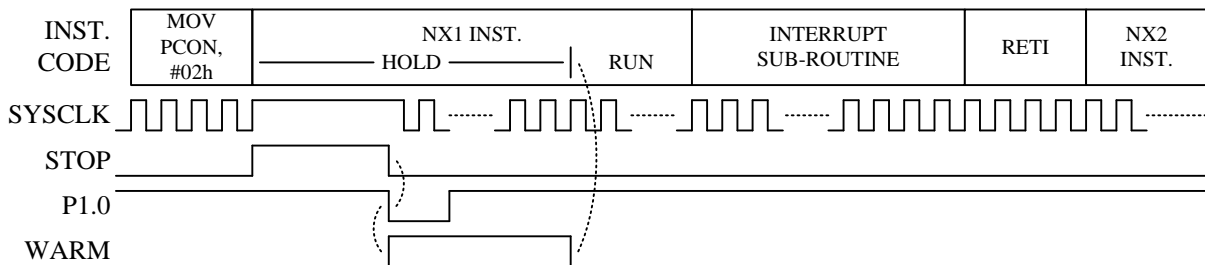 INST.
CODE
MOV
PCON,
#02h
NX1 INST.
HOLD
RUN
INTERRUPT
SUB-ROUTINE
RETI
NX2
INST.
SYSCLK
STOP
P1.0
WARM